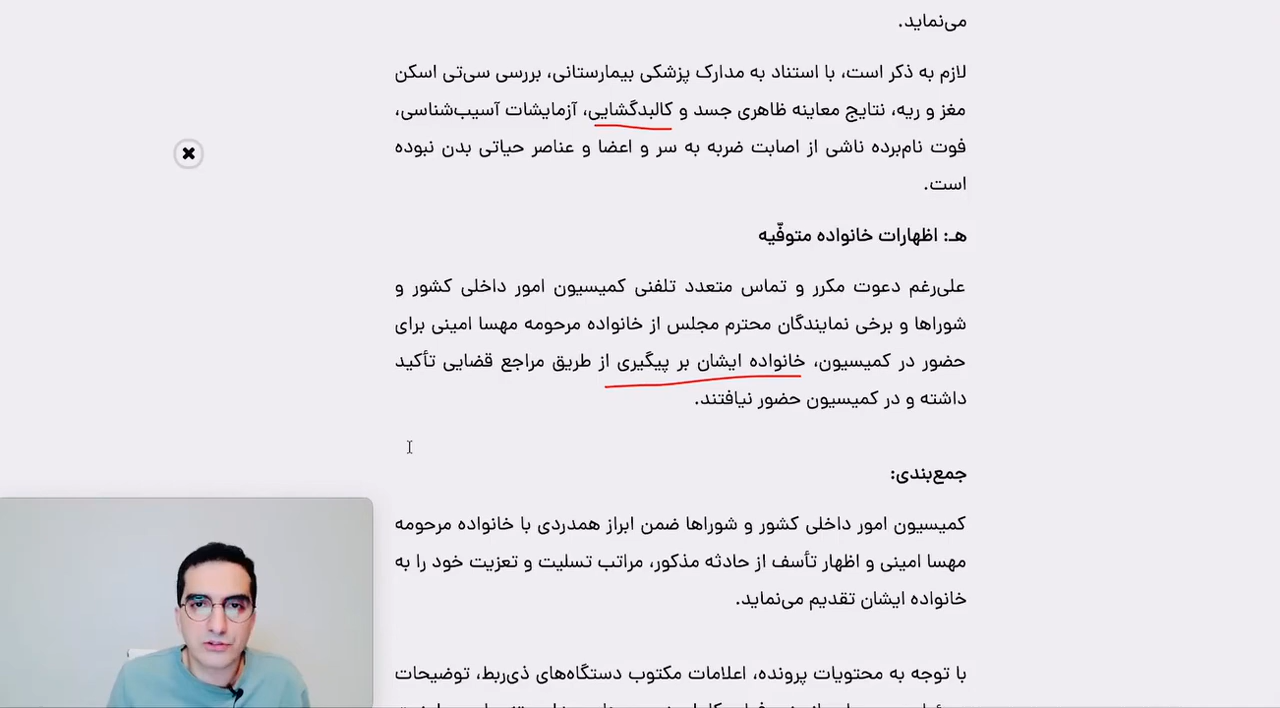 می‌نماید.
لازم به ذکر است، با استناد به مدارک پزشکی بیمارستانی، بررسی سی‌تی اسکن
مغز و ریه، نتایج معاینه ظاهری جسد و کالبدگشایی، آزمایشات آسیب‌شناسی،
فوت نام‌برده ناشی از اصابت ضربه به سر و اعضا و عناصر حیاتی بدن نبوده
است.
هـ: اظهارات خانواده متوفّیه
علی‌رغم دعوت مکرر و تماس متعدد تلفنی کمیسیون امور داخلی کشور و
شوراها و برخی نمایندگان محترم مجلس از خانواده مرحومه مهسا امینی برای
حضور در کمیسیون، خانواده ایشان بر پیگیری از طریق مراجع قضایی تأکید
داشته و در کمیسیون حضور نیافتند.
جمع‌بندی:
کمیسیون امور داخلی کشور و شوراها ضمن ابراز همدردی با خانواده مرحومه
مهسا امینی و اظهار تأسف از حادثه مذکور، مراتب تسلیت و تعزیت خود را به
خانواده ایشان تقدیم می‌نماید.
با توجه به محتویات پرونده، اعلامات مکتوب دستگاه‌های ذی‌ربط، توضیحات